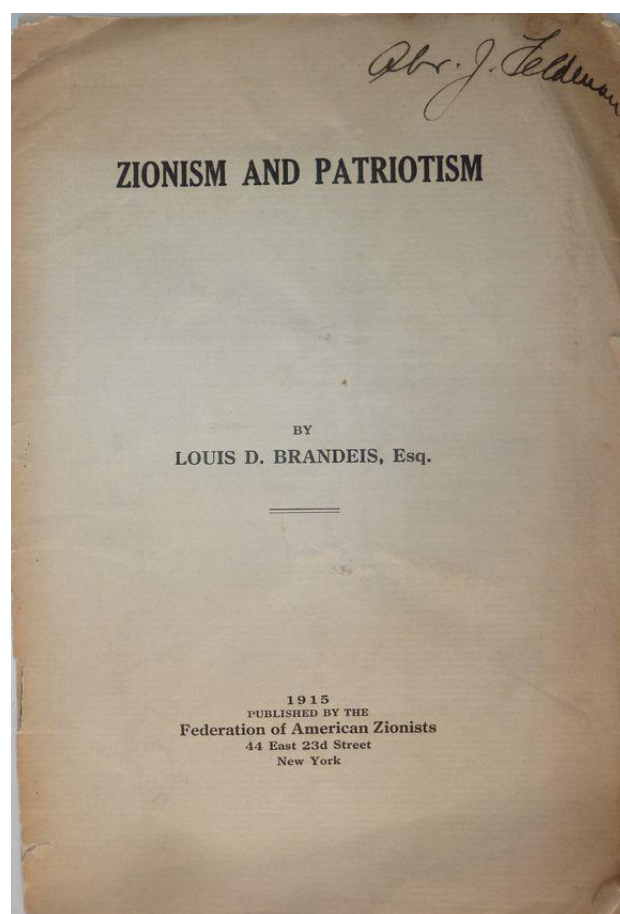 Abr. J. Feldman
ZIONISM AND PATRIOTISM
BY
LOUIS D. BRANDEIS, Esq.
1915
PUBLISHED BY THE
Federation of American Zionists
44 East 23d Street
New York